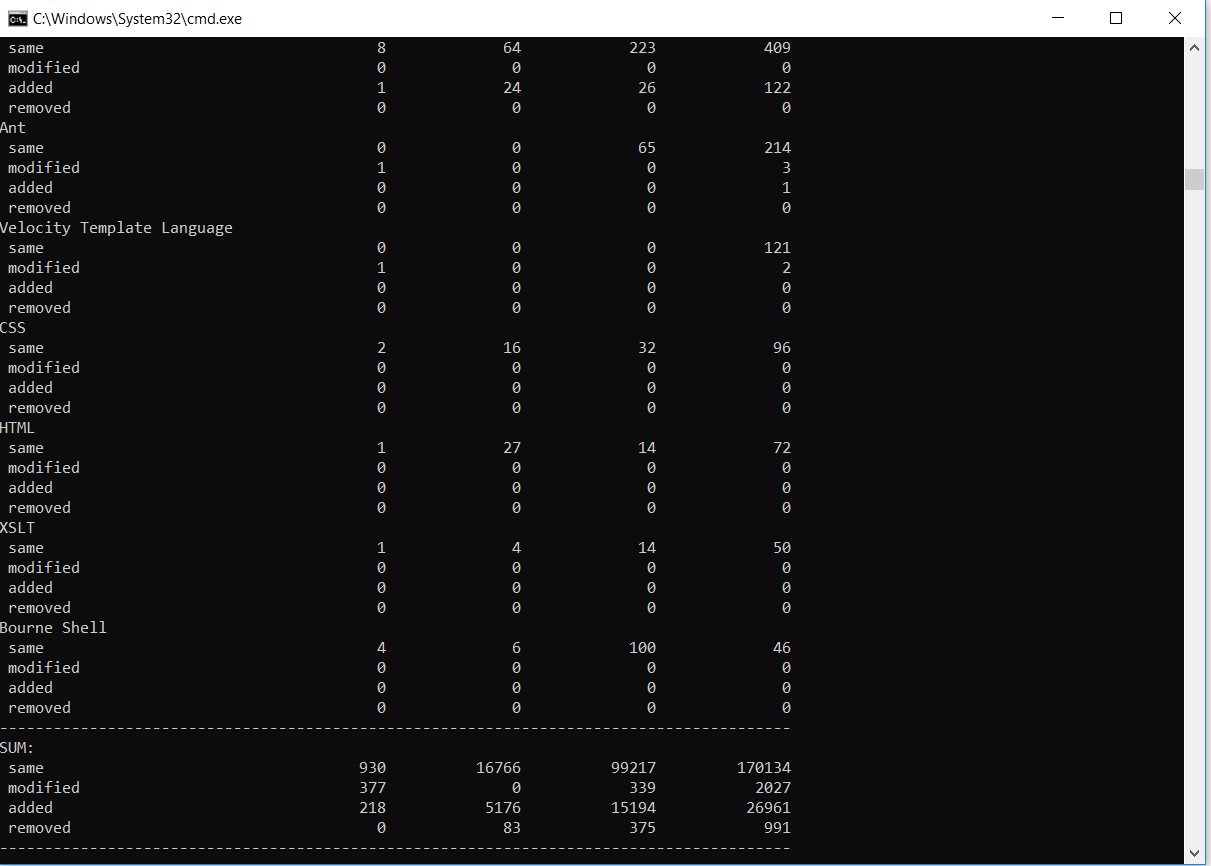 C:\Windows\System32\cmd.exe
same 8 64 223 409
modified 0 0 0 0
added 1 24 26 122
removed 0 0 0 0
Ant
same 0 0 65 214
modified 1 0 0 3
added 0 0 0 1
removed 0 0 0 0
Velocity Template Language
same 0 0 0 121
modified 1 0 0 2
added 0 0 0 0
removed 0 0 0 0
CSS
same 2 16 32 96
modified 0 0 0 0
added 0 0 0 0
removed 0 0 0 0
HTML
same 1 27 14 72
modified 0 0 0 0
added 0 0 0 0
removed 0 0 0 0
XSLT
same 1 4 14 50
modified 0 0 0 0
added 0 0 0 0
removed 0 0 0 0
Bourne Shell
same 4 6 100 46
modified 0 0 0 0
added 0 0 0 0
removed 0 0 0 0
----------------------------------------------------------------------------------------
SUM:
same 930 16766 99217 170134
modified 377 0 339 2027
added 218 5176 15194 26961
removed 0 83 375 991
----------------------------------------------------------------------------------------